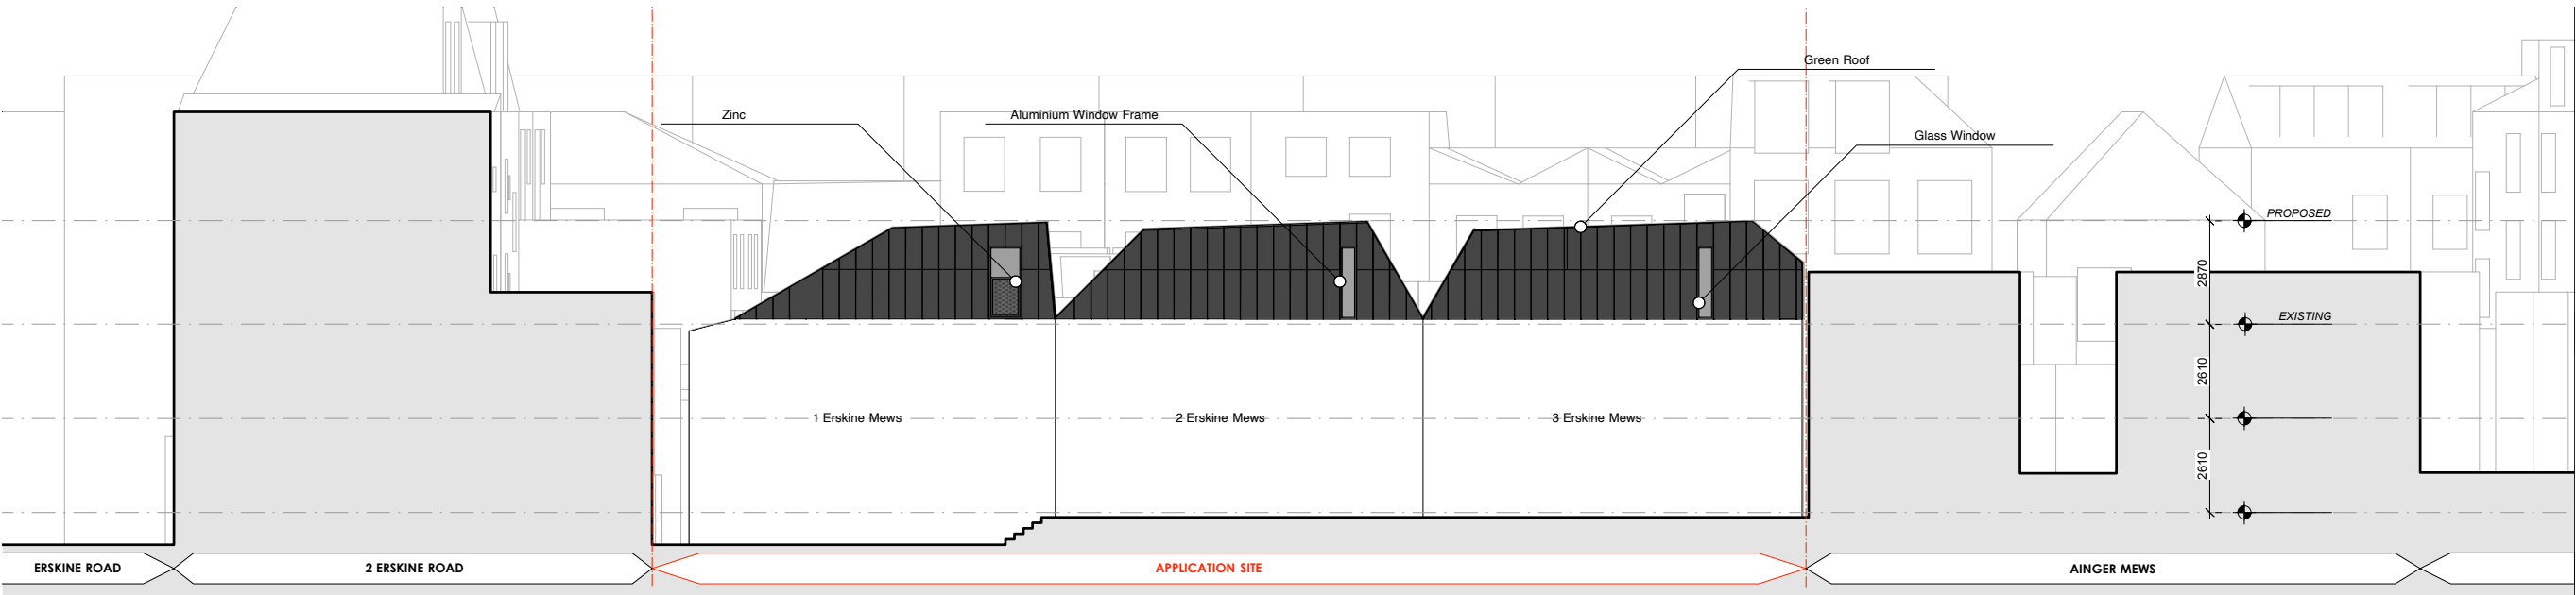 Green Roof
Zinc
Aluminium Window Frame
Glass Window
PROPOSED
2870
EXISTING
2610
1 Erskine Mews
2 Erskine Mews
3 Erskine Mews
2610
ERSKINE ROAD
2 ERSKINE ROAD
APPLICATION SITE
AINGER MEWS